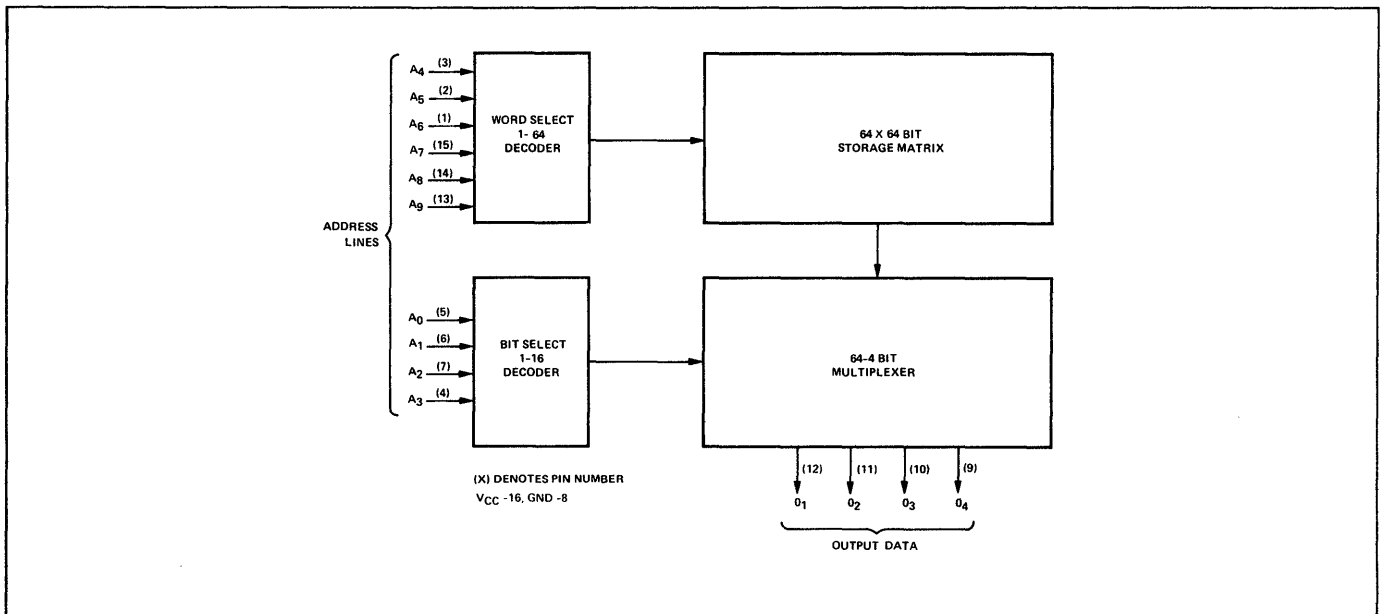 A4 (3)
A5 (2)
A6 (1)
A7 (15)
A8 (14)
A9 (13)
WORD SELECT
1- 64
DECODER
64 X 64 BIT
STORAGE MATRIX
ADDRESS
LINES
A0 (5)
A1 (6)
A2 (7)
A3 (4)
BIT SELECT
1-16
DECODER
64-4 BIT
MULTIPLEXER
(X) DENOTES PIN NUMBER
VCC -16, GND -8
(12) (11) (10) (9)
01 02 03 04
OUTPUT DATA